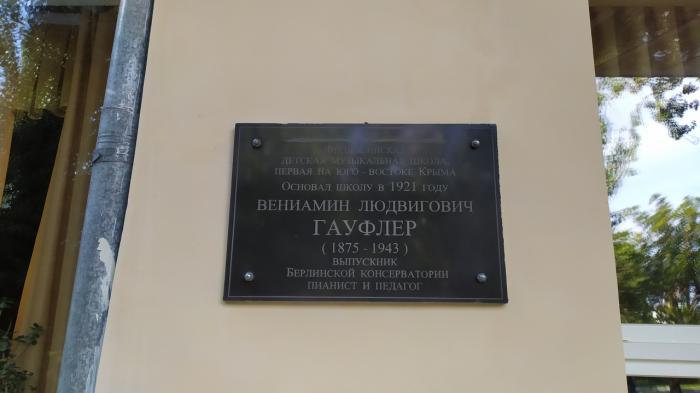 Феодосийская
детская музыкальная школа,
первая на юго - востоке Крыма
Основал школу в 1921 году
ВЕНИАМИН ЛЮДВИГОВИЧ
ГАУФЛЕР
( 1875 - 1943 )
выпускник
Берлинской консерватории
пианист и педагог